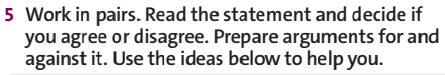 5 Work in pairs. Read the statement and decide if
you agree or disagree. Prepare arguments for and
against it. Use the ideas below to help you.